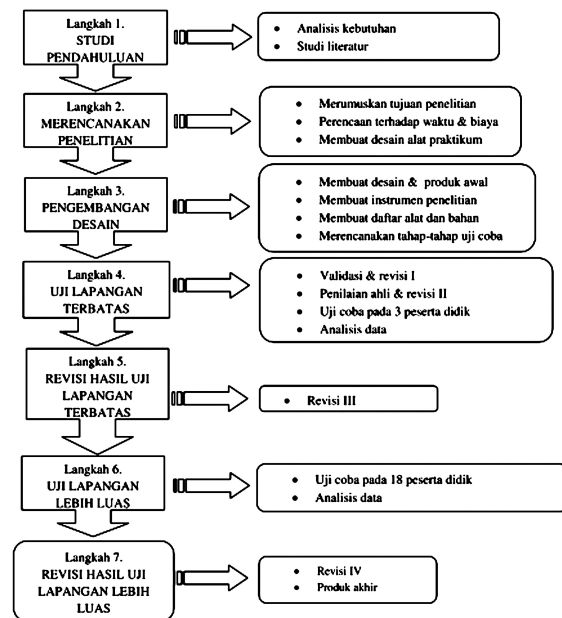 Langkah 1.
STUDI
PENDAHULUAN
• Analisis kebutuhan
• Studi literatur
Langkah 2.
MERENCANAKAN
PENELITIAN
• Merumuskan tujuan penelitian
• Perencaan terhadap waktu & biaya
• Membuat desain alat praktikum
Langkah 3.
PENGEMBANGAN
DESAIN
• Membuat desain & produk awal
• Membuat instrumen penelitian
• Membuat daftar alat dan bahan
• Merencanakan tahap-tahap uji coba
Langkah 4.
UJI LAPANGAN
TERBATAS
• Validasi & revisi I
• Penilaian ahli & revisi II
• Uji coba pada 3 peserta didik
• Analisis data
Langkah 5.
REVISI HASIL UJI
LAPANGAN
TERBATAS
• Revisi III
Langkah 6.
UJI LAPANGAN
LEBIH LUAS
• Uji coba pada 18 peserta didik
• Analisis data
Langkah 7.
REVISI HASIL UJI
LAPANGAN LEBIH
LUAS
• Revisi IV
• Produk akhir